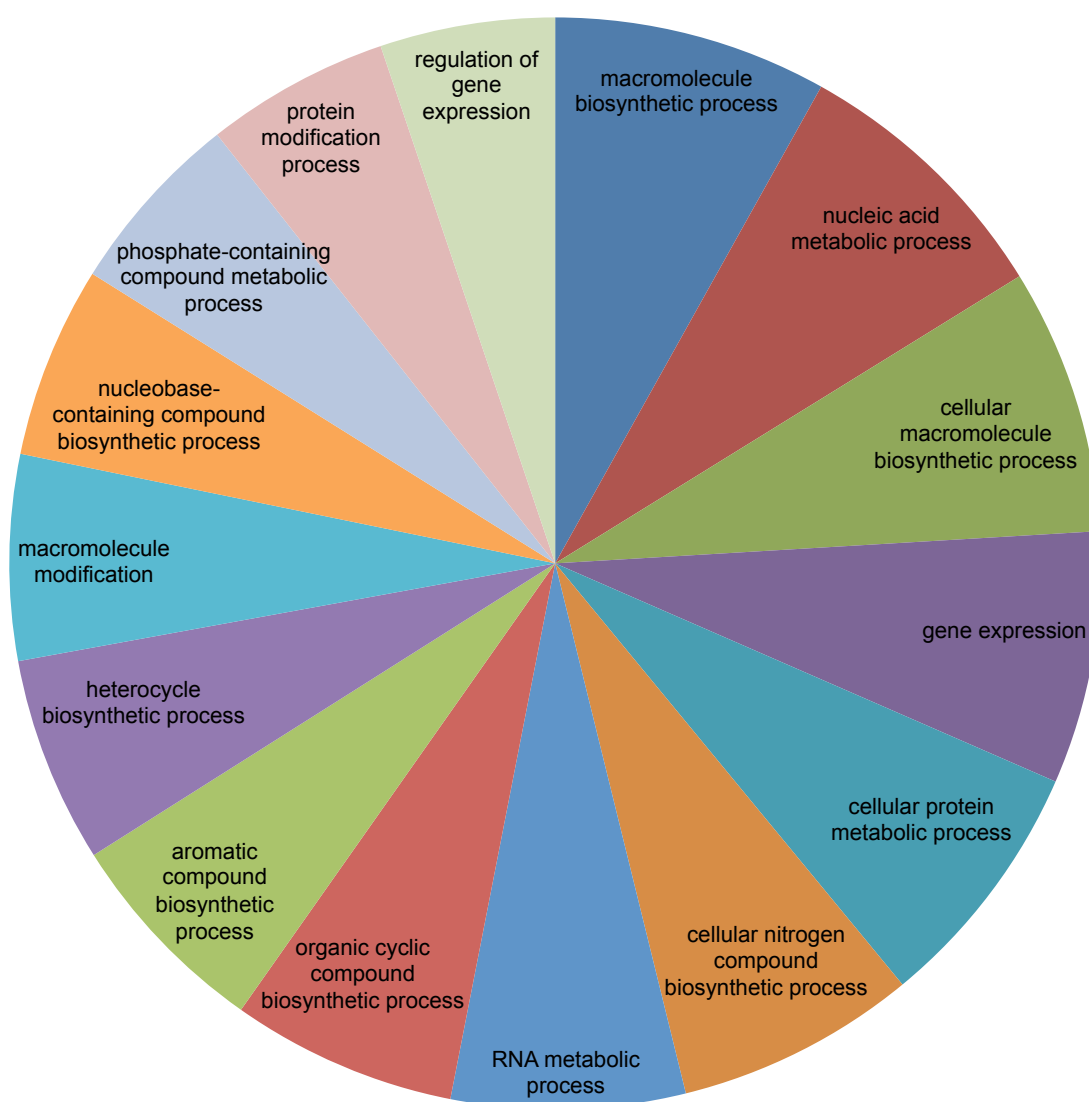 macromolecule
biosynthetic process
nucleic acid
metabolic process
cellular
macromolecule
biosynthetic process
gene expression
cellular protein
metabolic process
cellular nitrogen
compound
biosynthetic process
RNA metabolic
process
organic cyclic
compound
biosynthetic process
aromatic
compound
biosynthetic
process
heterocycle
biosynthetic process
macromolecule
modification
nucleobase-
containing compound
biosynthetic process
phosphate-containing
compound metabolic
process
protein
modification
process
regulation of
gene
expression